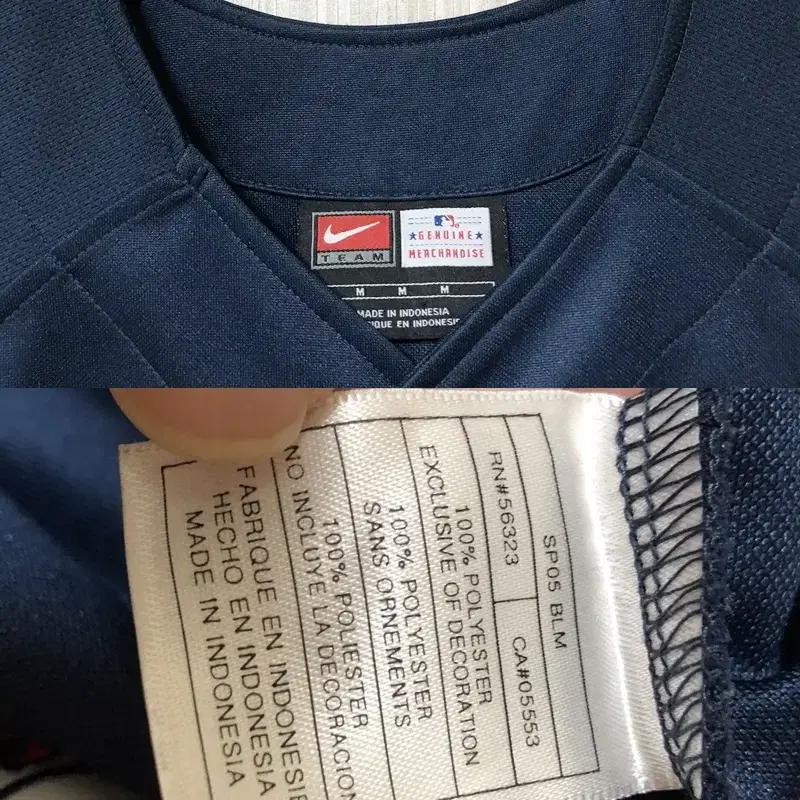 TEAM
GENUINE
MERCHANDISE
M M M
MADE IN INDONESIA
QUE EN INDONESI
SP05 BLM
RN#56323 CA#05553
100% POLYESTER
EXCLUSIVE OF DECORATION
100% POLYESTER
SANS ORNEMENTS
100% POLIESTER
NO INCLUYE LA DECORACION
FABRIQUE EN INDONESIE
HECHO EN INDONESIA
MADE IN INDONESIA